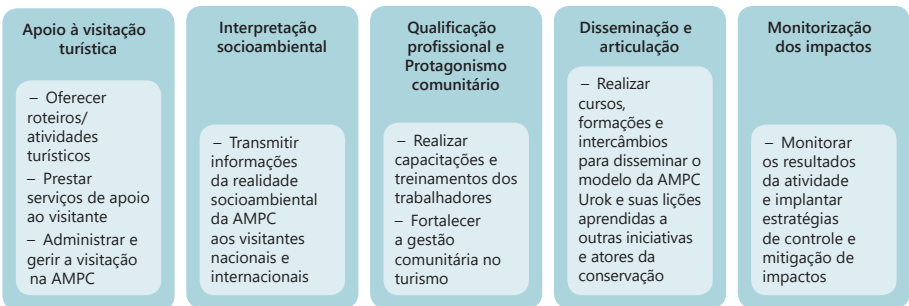 Apoio à visitação
turística
– Oferecer
roteiros/
atividades
turísticos
– Prestar
serviços de apoio
ao visitante
– Administrar e
gerir a visitação
na AMPC
Interpretação
socioambiental
– Transmitir
informações
da realidade
socioambiental
da AMPC
aos visitantes
nacionais e
internacionais
Qualificação
profissional e
Protagonismo
comunitário
– Realizar
capacitações e
treinamentos dos
trabalhadores
– Fortalecer
a gestão
comunitária no
turismo
Disseminação e
articulação
– Realizar
cursos,
formações e
intercâmbios
para disseminar o
modelo da AMPC
Urok e suas lições
aprendidas a
outras iniciativas
e atores da
conservação
Monitorização
dos impactos
– Monitorar
os resultados
da atividade
e implantar
estratégias
de controle e
mitigação de
impactos